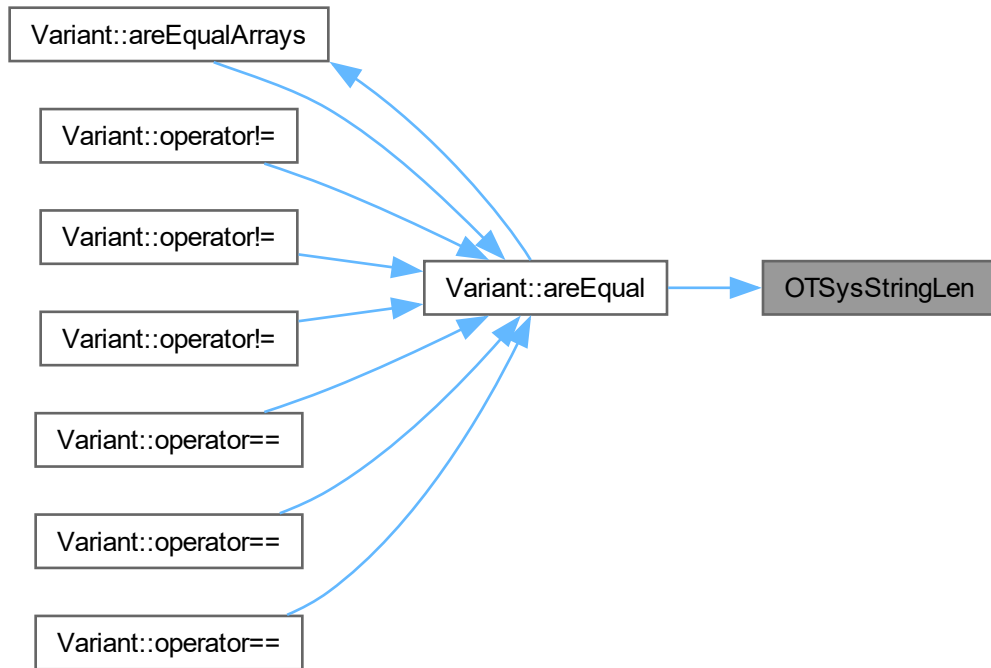 Variant::areEqualArrays
Variant::operator!=
Variant::operator!=
Variant::operator!=
Variant::operator==
Variant::operator==
Variant::operator==
Variant::areEqual
OTSysStringLen